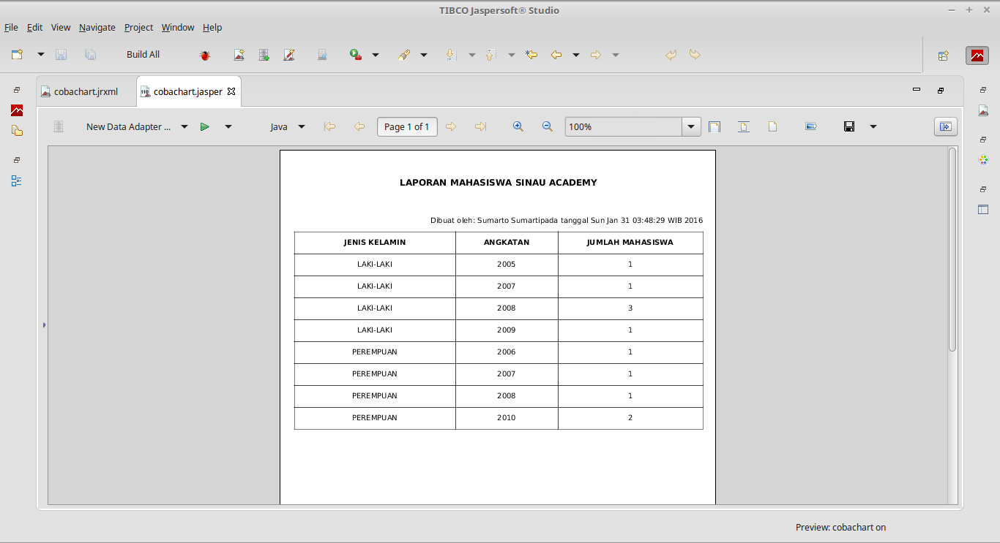 TIBCO Jaspersoft® Studio
File Edit View Navigate Project Window Help
Build All
cobachart.jrxml cobachart.jasper
New Data Adapter ... Java Page 1 of 1 100%
LAPORAN MAHASISWA SINAU ACADEMY
Dibuat oleh: Sumarto Sumartipada tanggal Sun Jan 31 03:48:29 WIB 2016
JENIS KELAMIN ANGKATAN JUMLAH MAHASISWA
LAKI-LAKI 2005 1
LAKI-LAKI 2007 1
LAKI-LAKI 2008 3
LAKI-LAKI 2009 1
PEREMPUAN 2006 1
PEREMPUAN 2007 1
PEREMPUAN 2008 1
PEREMPUAN 2010 2
Preview: cobachart on